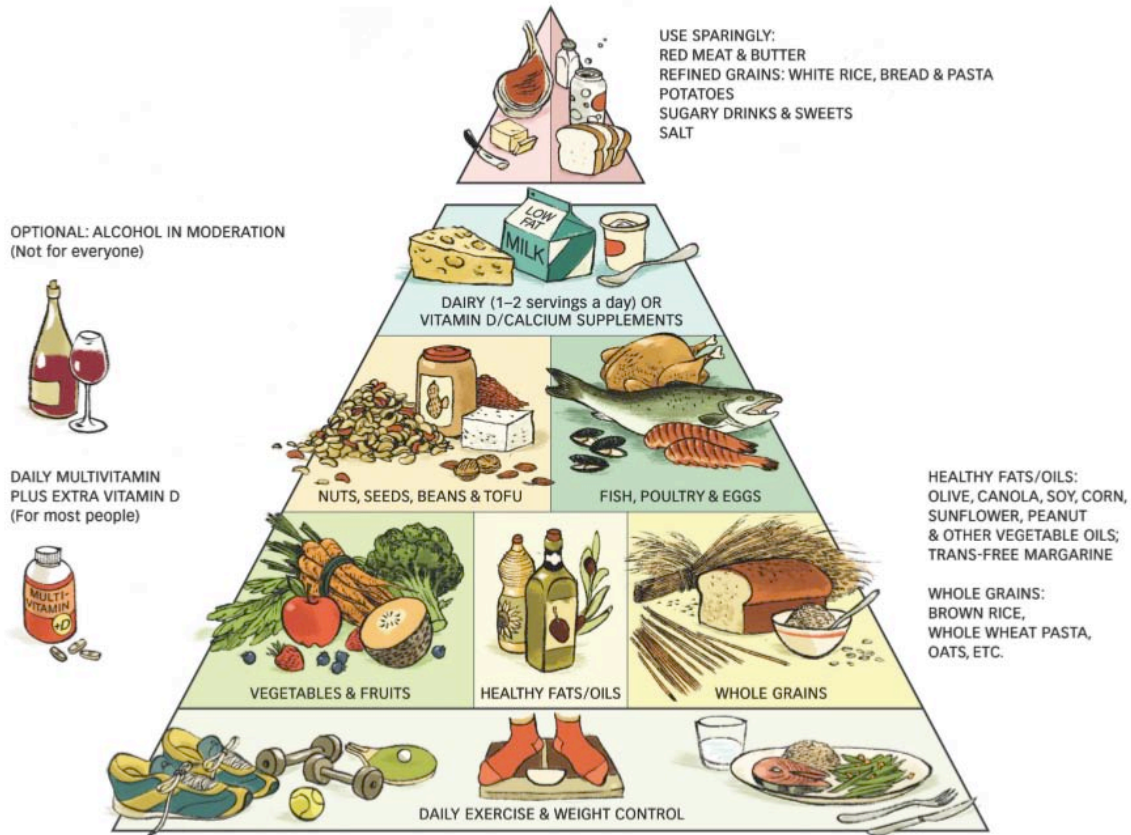 USE SPARINGLY:
RED MEAT & BUTTER
REFINED GRAINS: WHITE RICE, BREAD & PASTA
POTATOES
SUGARY DRINKS & SWEETS
SALT
OPTIONAL: ALCOHOL IN MODERATION
(Not for everyone)
LOW
FAT
MILK
DAIRY (1–2 servings a day) OR
VITAMIN D/CALCIUM SUPPLEMENTS
DAILY MULTIVITAMIN
PLUS EXTRA VITAMIN D
(For most people)
MULTI-
VITAMIN
+D
NUTS, SEEDS, BEANS & TOFU
FISH, POULTRY & EGGS
HEALTHY FATS/OILS:
OLIVE, CANOLA, SOY, CORN,
SUNFLOWER, PEANUT
& OTHER VEGETABLE OILS;
TRANS-FREE MARGARINE
WHOLE GRAINS:
BROWN RICE,
WHOLE WHEAT PASTA,
OATS, ETC.
VEGETABLES & FRUITS
HEALTHY FATS/OILS
WHOLE GRAINS
DAILY EXERCISE & WEIGHT CONTROL